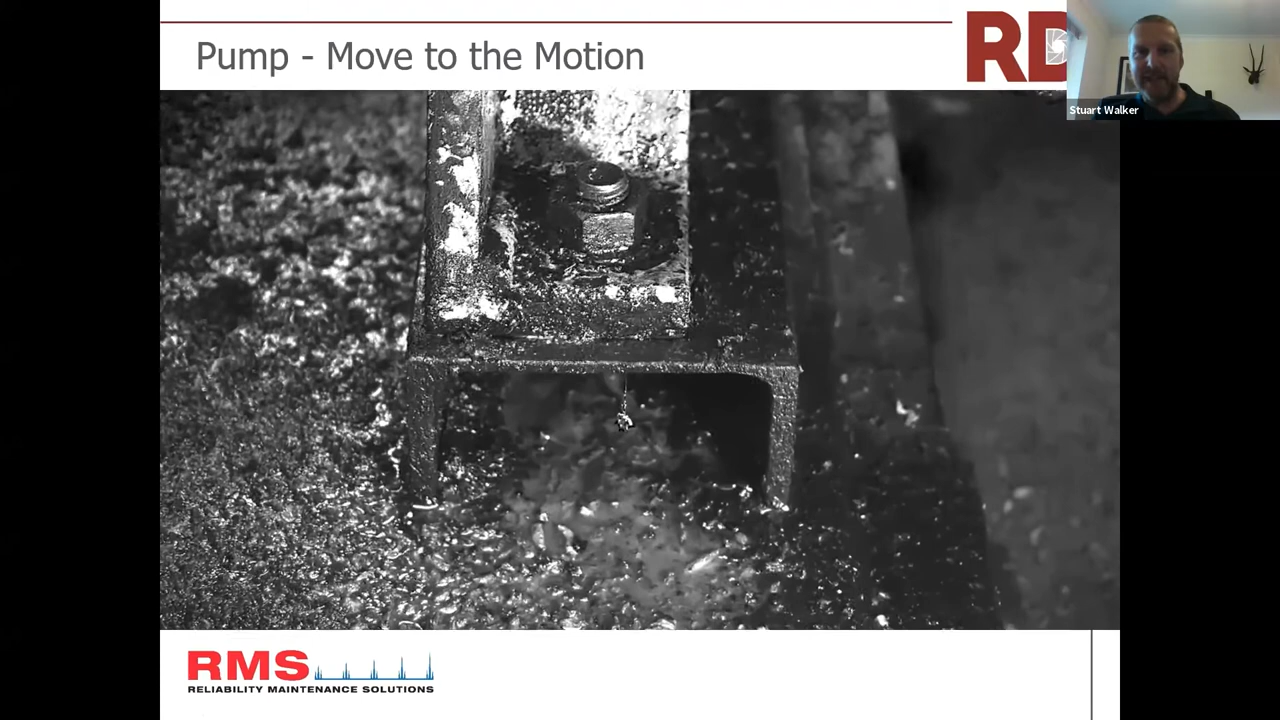 Pump - Move to the Motion
RD
Stuart Walker
RMS
RELIABILITY MAINTENANCE SOLUTIONS